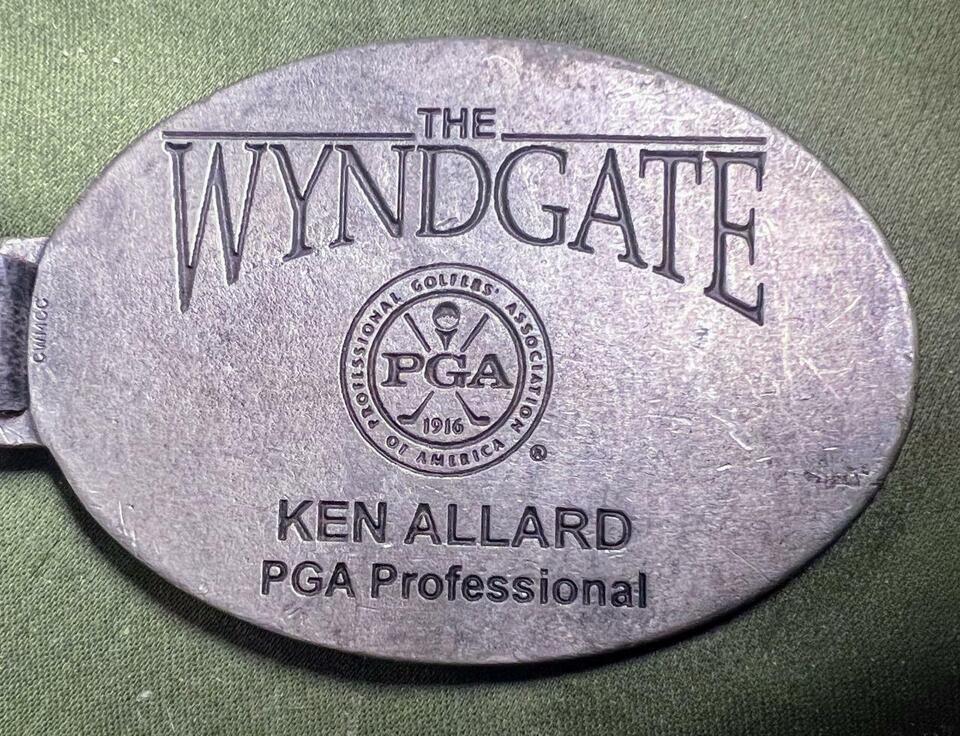 THE
WYNDGATE
PROFESSIONAL GOLFERS' ASSOCIATION OF AMERICA
PGA
1916
®
KEN ALLARD
PGA Professional